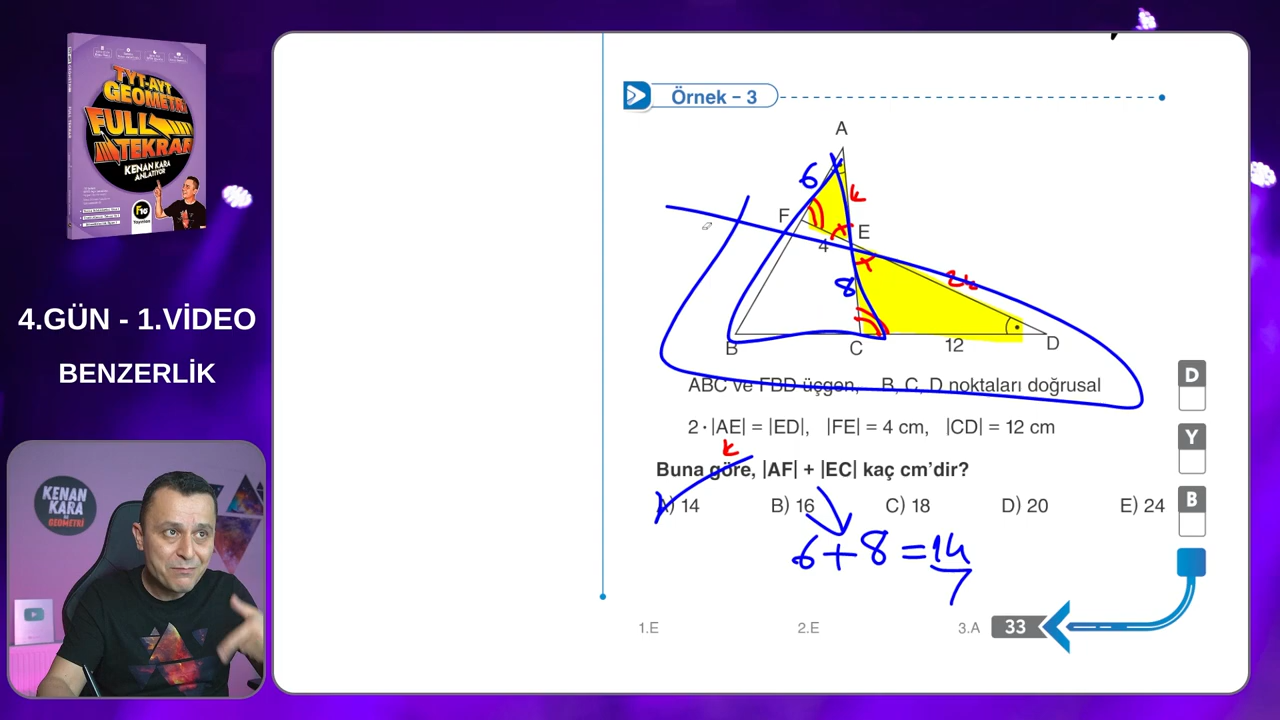 TYT-AYT
GEOMETRİ
FULL
TEKRAR
KENAN KARA
ANLATIYOR
F10
4.GÜN - 1.VİDEO
BENZERLİK
KENAN
KARA
ile
GEOMETRİ
Örnek – 3
A
6
k
F
E
4
8
2k
B
C
12
D
ABC ve FBD üçgen, B, C, D noktaları doğrusal
2·|AE| = |ED|, |FE| = 4 cm, |CD| = 12 cm
k
Buna göre, |AF| + |EC| kaç cm’dir?
A) 14 B) 16 C) 18 D) 20 E) 24
6+8=14
1.E 2.E 3.A 33
D
Y
B